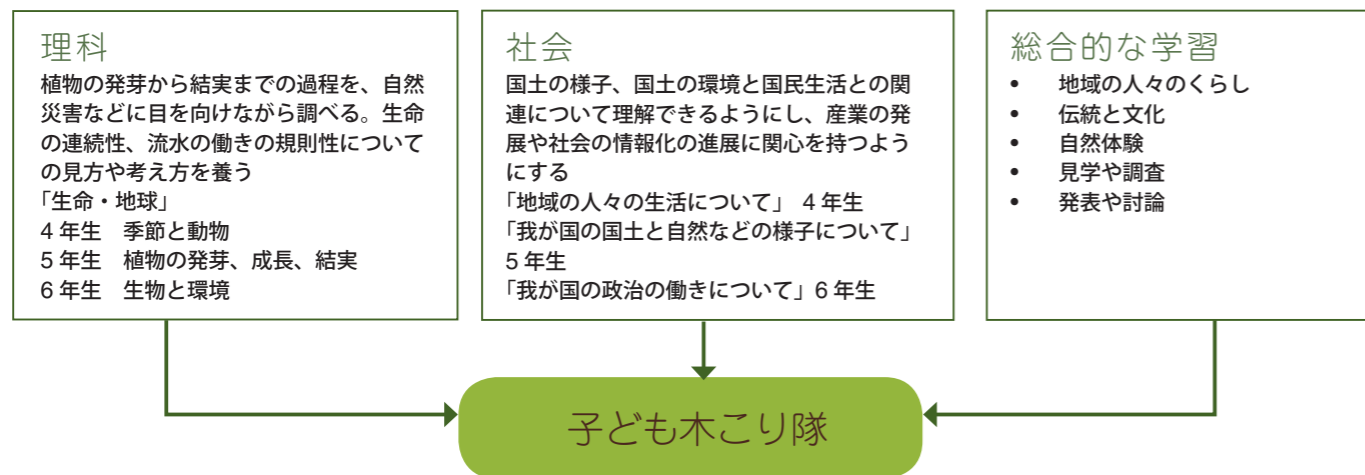 理科
植物の発芽から結実までの過程を、自然
災害などに目を向けながら調べる。生命
の連続性、流水の働きの規則性について
の見方や考え方を養う
「生命・地球」
4 年生　季節と動物
5 年生　植物の発芽、成長、結実
6 年生　生物と環境
社会
国土の様子、国土の環境と国民生活との関
連について理解できるようにし、産業の発
展や社会の情報化の進展に関心を持つよう
にする
「地域の人々の生活について」 4 年生
「我が国の国土と自然などの様子について」
5 年生
「我が国の政治の働きについて」6 年生
総合的な学習
• 地域の人々のくらし
• 伝統と文化
• 自然体験
• 見学や調査
• 発表や討論
子ども木こり隊